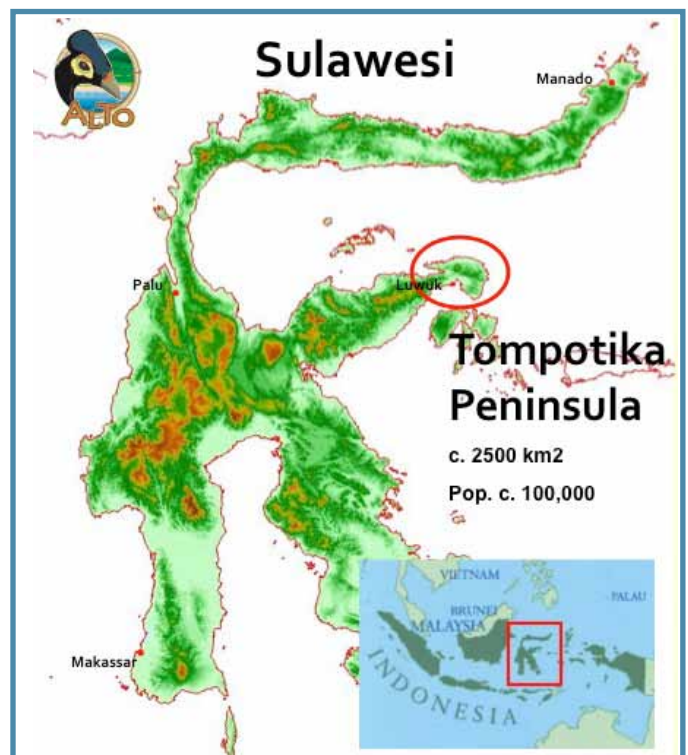 ALTO
Sulawesi
Manado
Palu
Luwuk
Tompotika
Peninsula
c. 2500 km2
Pop. c. 100,000
Makassar
VIETNAM
PALAU
BRUNEI
MALAYSIA
INDONESIA